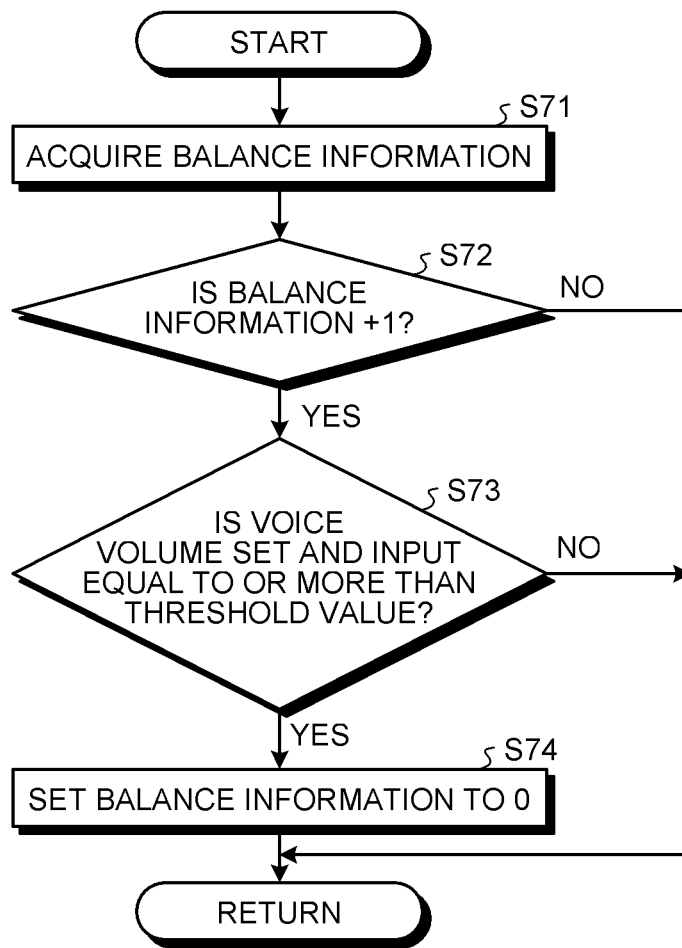 START
S71
ACQUIRE BALANCE INFORMATION
S72
IS BALANCE
INFORMATION +1?
NO
YES
S73
IS VOICE
VOLUME SET AND INPUT
EQUAL TO OR MORE THAN
THRESHOLD VALUE?
NO
YES
S74
SET BALANCE INFORMATION TO 0
RETURN